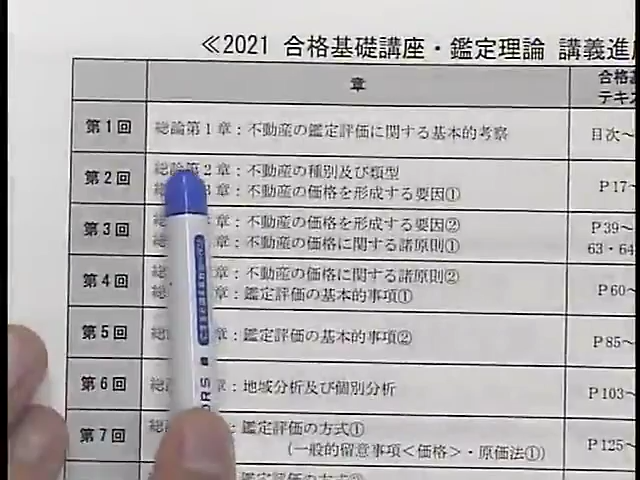 ≪2021 合格基礎講座・鑑定理論 講義進
章
合格基
テキス
第1回 総論第1章：不動産の鑑定評価に関する基本的考察 目次～
第2回 総論第2章：不動産の種別及び類型 P17～
章：不動産の価格を形成する要因①
第3回 章：不動産の価格を形成する要因② P39～
章：不動産の価格に関する諸原則① 63・64
第4回 章：不動産の価格に関する諸原則② P60～
章：鑑定評価の基本的事項①
第5回 章：鑑定評価の基本的事項② P85～
第6回 章：地域分析及び個別分析 P103～
第7回 章：鑑定評価の方式① P125～
(一般的留意事項<価格>・原価法①)